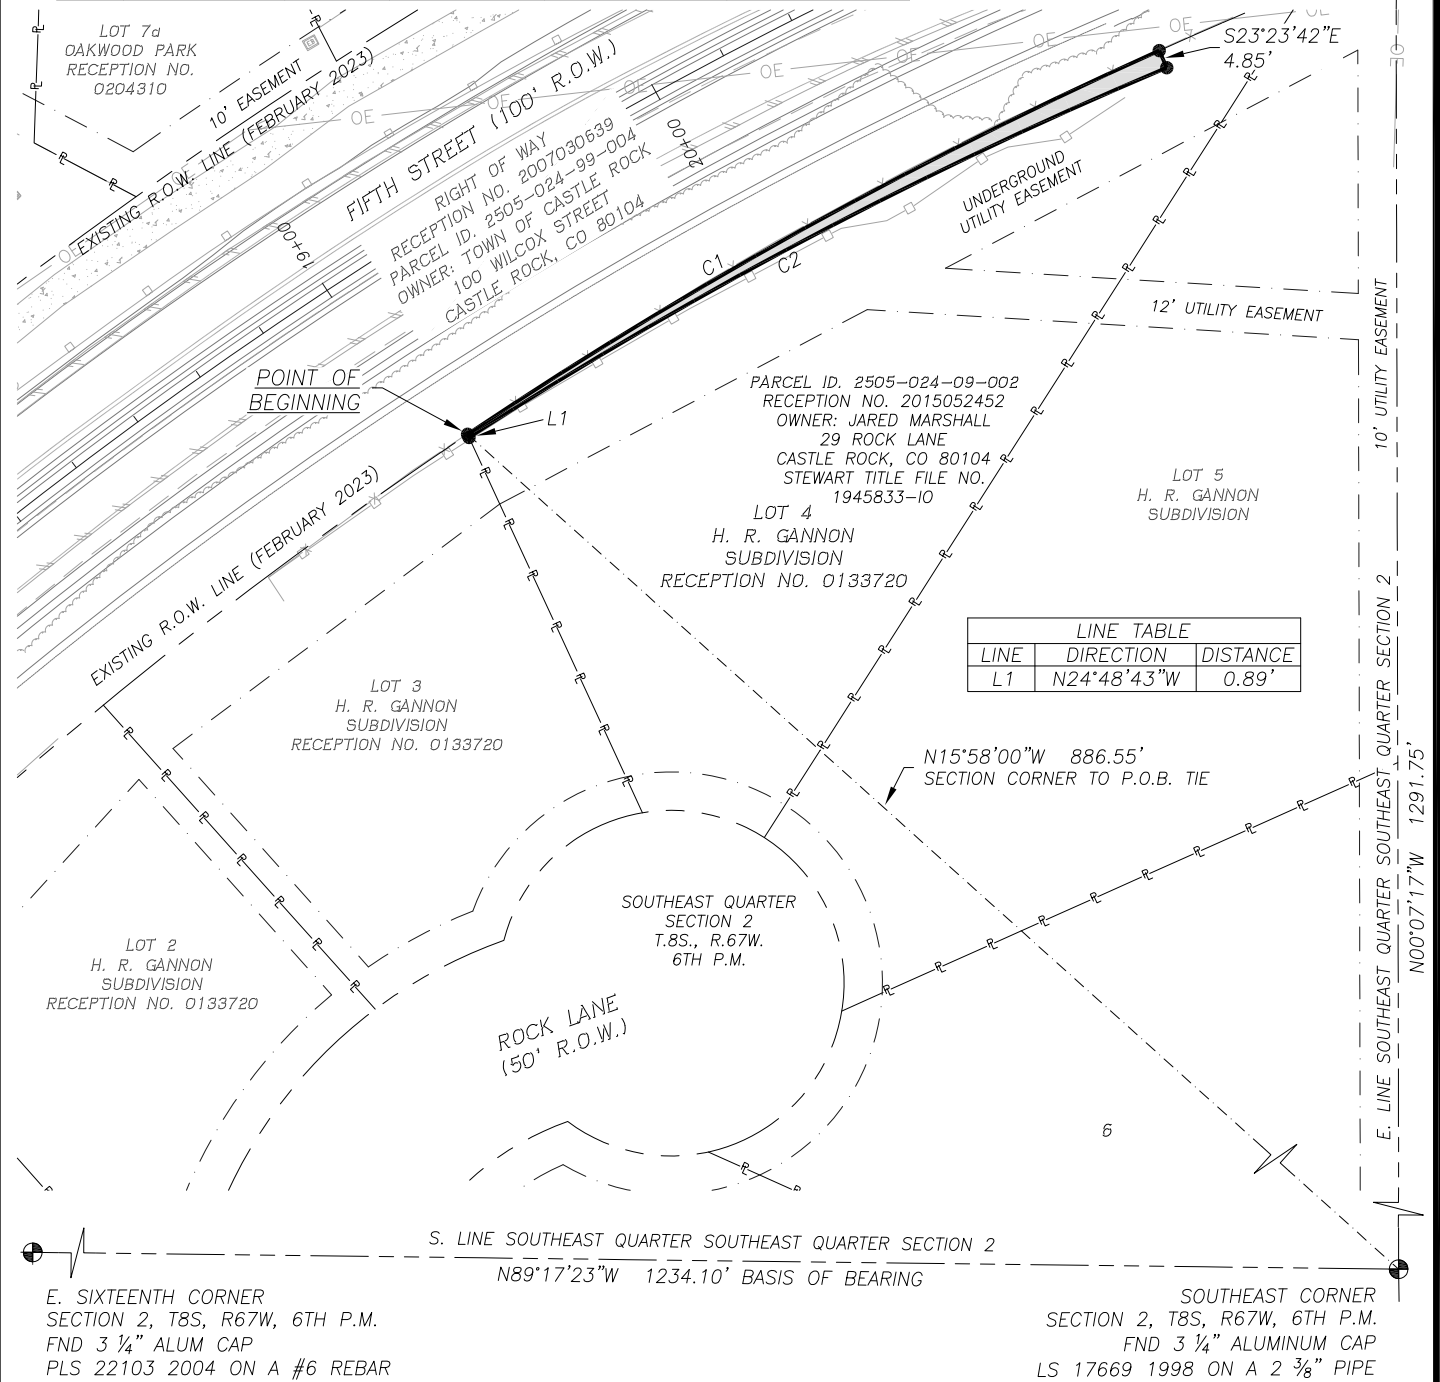 LOT 7d
OAKWOOD PARK
RECEPTION NO.
0204310
10' EASEMENT
EXISTING R.O.W. LINE (FEBRUARY 2023)
FIFTH STREET (100' R.O.W.)
RIGHT OF WAY
RECEPTION NO. 2007030639
PARCEL ID. 2505-024-99-004
OWNER: TOWN OF CASTLE ROCK
100 WILCOX STREET
CASTLE ROCK, CO 80104
19+00
20+00
OE
OE
OE
OE
OE
OE
OE
OE
S23°23'42"E
4.85'
UNDERGROUND
UTILITY EASEMENT
C1
C2
12' UTILITY EASEMENT
10' UTILITY EASEMENT
POINT OF
BEGINNING
L1
PARCEL ID. 2505-024-09-002
RECEPTION NO. 2015052452
OWNER: JARED MARSHALL
29 ROCK LANE
CASTLE ROCK, CO 80104
STEWART TITLE FILE NO.
1945833-IO
LOT 4
H. R. GANNON
SUBDIVISION
RECEPTION NO. 0133720
LOT 5
H. R. GANNON
SUBDIVISION
EXISTING R.O.W. LINE (FEBRUARY 2023)
LINE TABLE
LINE DIRECTION DISTANCE
L1 N24°48'43"W 0.89'
LOT 3
H. R. GANNON
SUBDIVISION
RECEPTION NO. 0133720
N15°58'00"W 886.55'
SECTION CORNER TO P.O.B. TIE
E. LINE SOUTHEAST QUARTER SOUTHEAST QUARTER SECTION 2
N00°07'17"W 1291.75'
SOUTHEAST QUARTER
SECTION 2
T.8S., R.67W.
6TH P.M.
LOT 2
H. R. GANNON
SUBDIVISION
RECEPTION NO. 0133720
ROCK LANE
(50' R.O.W.)
6
S. LINE SOUTHEAST QUARTER SOUTHEAST QUARTER SECTION 2
N89°17'23"W 1234.10' BASIS OF BEARING
E. SIXTEENTH CORNER
SECTION 2, T8S, R67W, 6TH P.M.
FND 3 ¼" ALUM CAP
PLS 22103 2004 ON A #6 REBAR
SOUTHEAST CORNER
SECTION 2, T8S, R67W, 6TH P.M.
FND 3 ¼" ALUMINUM CAP
LS 17669 1998 ON A 2 ⅜" PIPE